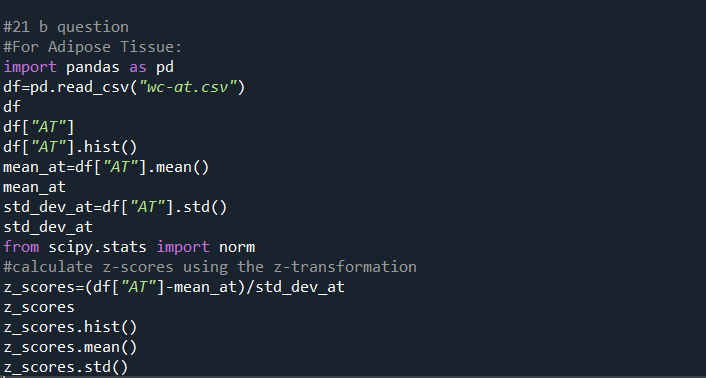 #21 b question
#For Adipose Tissue:
import pandas as pd
df=pd.read_csv("wc-at.csv")
df
df["AT"]
df["AT"].hist()
mean_at=df["AT"].mean()
mean_at
std_dev_at=df["AT"].std()
std_dev_at
from scipy.stats import norm
#calculate z-scores using the z-transformation
z_scores=(df["AT"]-mean_at)/std_dev_at
z_scores
z_scores.hist()
z_scores.mean()
z_scores.std()